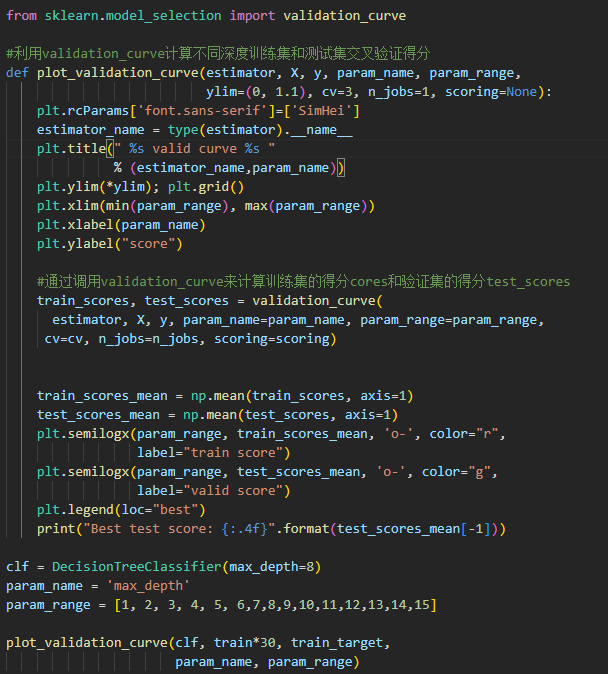 from sklearn.model_selection import validation_curve
#利用validation_curve计算不同深度训练集和测试集交叉验证得分
def plot_validation_curve(estimator, X, y, param_name, param_range,
ylim=(0, 1.1), cv=3, n_jobs=1, scoring=None):
plt.rcParams['font.sans-serif']=['SimHei']
estimator_name = type(estimator).__name__
plt.title(" %s valid curve %s "
% (estimator_name,param_name))
plt.ylim(*ylim); plt.grid()
plt.xlim(min(param_range), max(param_range))
plt.xlabel(param_name)
plt.ylabel("score")
#通过调用validation_curve来计算训练集的得分cores和验证集的得分test_scores
train_scores, test_scores = validation_curve(
estimator, X, y, param_name=param_name, param_range=param_range,
cv=cv, n_jobs=n_jobs, scoring=scoring)
train_scores_mean = np.mean(train_scores, axis=1)
test_scores_mean = np.mean(test_scores, axis=1)
plt.semilogx(param_range, train_scores_mean, 'o-', color="r",
label="train score")
plt.semilogx(param_range, test_scores_mean, 'o-', color="g",
label="valid score")
plt.legend(loc="best")
print("Best test score: {:.4f}".format(test_scores_mean[-1]))
clf = DecisionTreeClassifier(max_depth=8)
param_name = 'max_depth'
param_range = [1, 2, 3, 4, 5, 6,7,8,9,10,11,12,13,14,15]
plot_validation_curve(clf, train*30, train_target,
param_name, param_range)